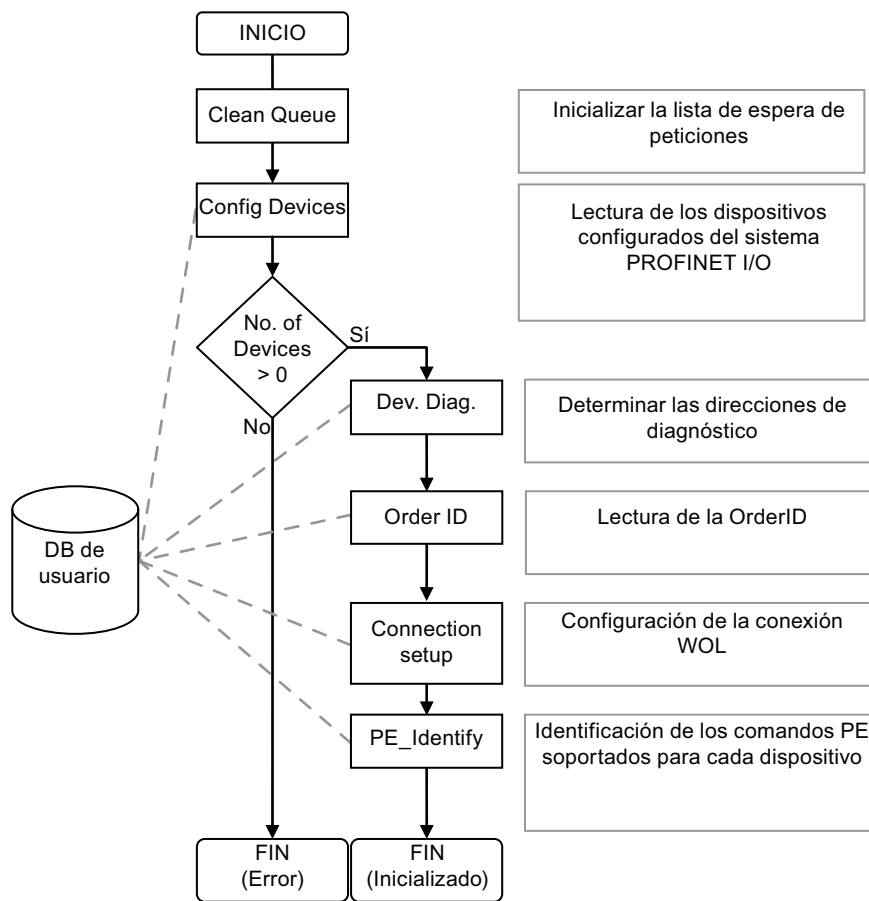 INICIO
Clean Queue
Inicializar la lista de espera de
peticiones
Config Devices
Lectura de los dispositivos
configurados del sistema
PROFINET I/O
No. of
Devices
> 0
Sí
No
Dev. Diag.
Determinar las direcciones de
diagnóstico
DB de
usuario
Order ID
Lectura de la OrderID
Connection
setup
Configuración de la conexión
WOL
PE_Identify
Identificación de los comandos PE
soportados para cada dispositivo
FIN
(Error)
FIN
(Inicializado)